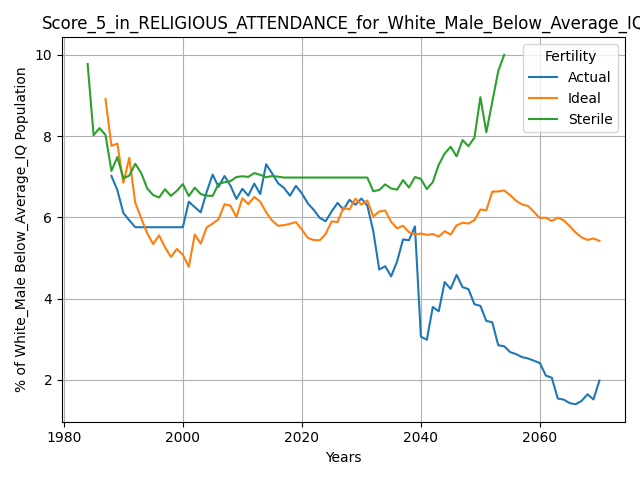 Score_5_in_RELIGIOUS_ATTENDANCE_for_White_Male_Below_Average_IQ
% of White_Male Below_Average_IQ Population
10
8
6
4
2
Fertility
Actual
Ideal
Sterile
1980
2000
2020
2040
2060
Years